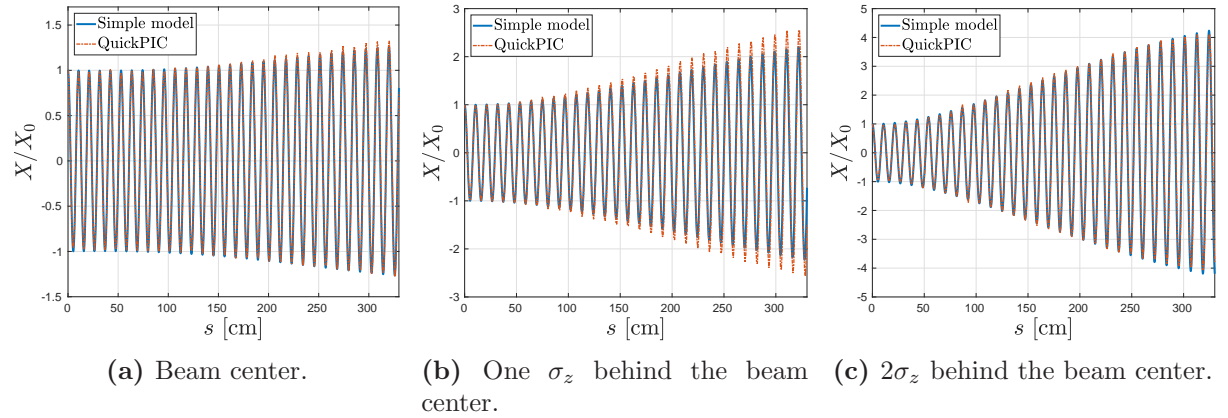 Simple model
QuickPIC
1.5
1
0.5
0
-0.5
-1
-1.5
X/X₀
0
50
100
150
200
250
300
s [cm]
(a) Beam center.
Simple model
QuickPIC
3
2
1
0
-1
-2
-3
X/X₀
0
50
100
150
200
250
300
s [cm]
(b) One σz behind the beam
center.
Simple model
QuickPIC
5
4
3
2
1
0
-1
-2
-3
-4
-5
X/X₀
0
50
100
150
200
250
300
s [cm]
(c) 2σz behind the beam center.